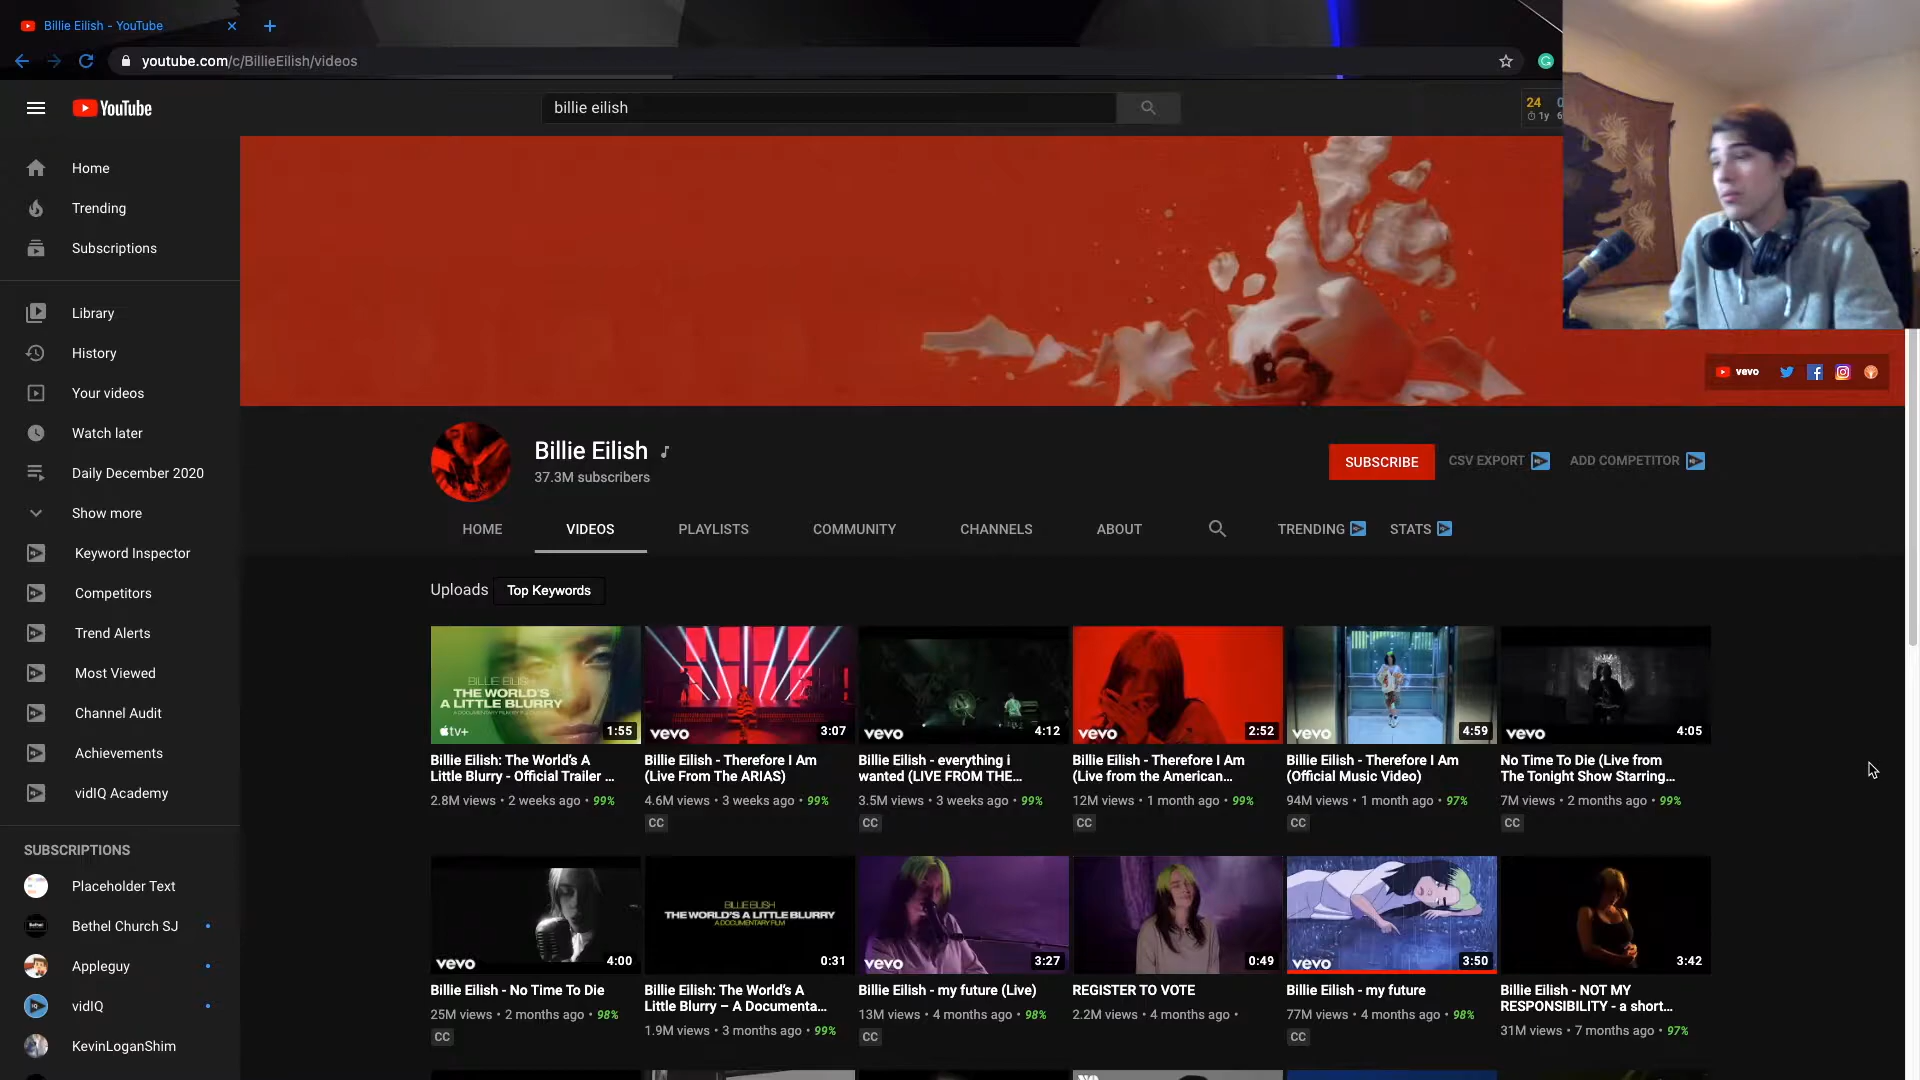 Billie Eilish - YouTube
youtube.com/c/BillieEilish/videos
YouTube
billie eilish
24
1y
Home
Trending
Subscriptions
Library
History
Your videos
Watch later
Daily December 2020
Show more
Keyword Inspector
Competitors
Trend Alerts
Most Viewed
Channel Audit
Achievements
vidIQ Academy
SUBSCRIPTIONS
Placeholder Text
Bethel Church SJ
Appleguy
vidIQ
KevinLoganShim
vevo
Billie Eilish
37.3M subscribers
SUBSCRIBE
CSV EXPORT
ADD COMPETITOR
HOME
VIDEOS
PLAYLISTS
COMMUNITY
CHANNELS
ABOUT
TRENDING
STATS
Uploads
Top Keywords
BILLIE EILISH
THE WORLD'S
A LITTLE BLURRY
A DOCUMENTARY FILM
tv+
1:55
Billie Eilish: The World's A
Little Blurry - Official Trailer ...
2.8M views • 2 weeks ago • 99%
vevo
3:07
Billie Eilish - Therefore I Am
(Live From The ARIAS)
4.6M views • 3 weeks ago • 99%
CC
vevo
4:12
Billie Eilish - everything i
wanted (LIVE FROM THE...
3.5M views • 3 weeks ago • 99%
CC
vevo
2:52
Billie Eilish - Therefore I Am
(Live from the American...
12M views • 1 month ago • 99%
CC
vevo
4:59
Billie Eilish - Therefore I Am
(Official Music Video)
94M views • 1 month ago • 97%
CC
vevo
4:05
No Time To Die (Live from
The Tonight Show Starring...
7M views • 2 months ago • 99%
CC
vevo
4:00
Billie Eilish - No Time To Die
25M views • 2 months ago • 98%
CC
BILLIE EILISH
THE WORLD'S A LITTLE BLURRY
A DOCUMENTARY FILM
0:31
Billie Eilish: The World's A
Little Blurry – A Documenta...
1.9M views • 3 months ago • 99%
vevo
3:27
Billie Eilish - my future (Live)
13M views • 4 months ago • 98%
CC
0:49
REGISTER TO VOTE
2.2M views • 4 months ago •
vevo
3:50
Billie Eilish - my future
77M views • 4 months ago • 98%
CC
3:42
Billie Eilish - NOT MY
RESPONSIBILITY - a short...
31M views • 7 months ago • 97%